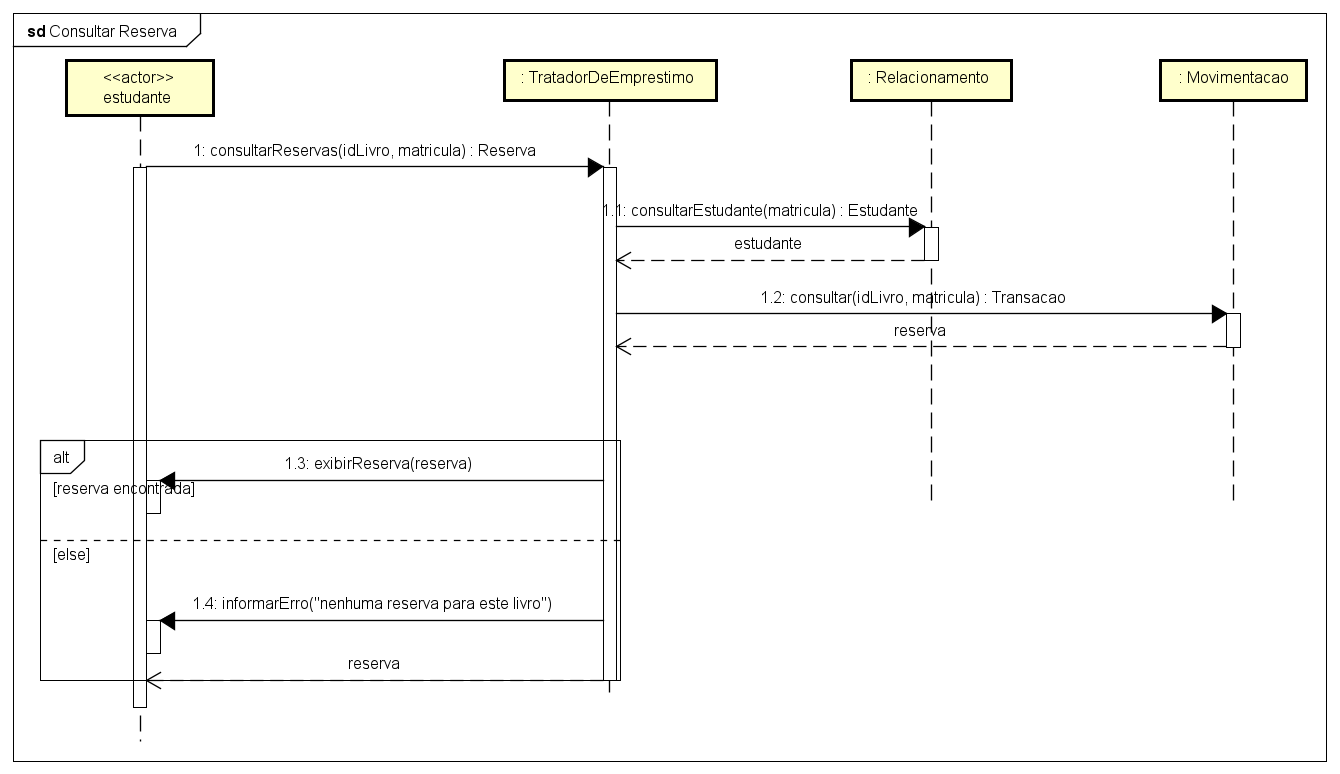 sd Consultar Reserva
<<actor>>
estudante
: TratadorDeEmprestimo
: Relacionamento
: Movimentacao
1: consultarReservas(idLivro, matricula) : Reserva
1.1: consultarEstudante(matricula) : Estudante
estudante
1.2: consultar(idLivro, matricula) : Transacao
reserva
alt
1.3: exibirReserva(reserva)
[reserva encontrada]
[else]
1.4: informarErro("nenhuma reserva para este livro")
reserva